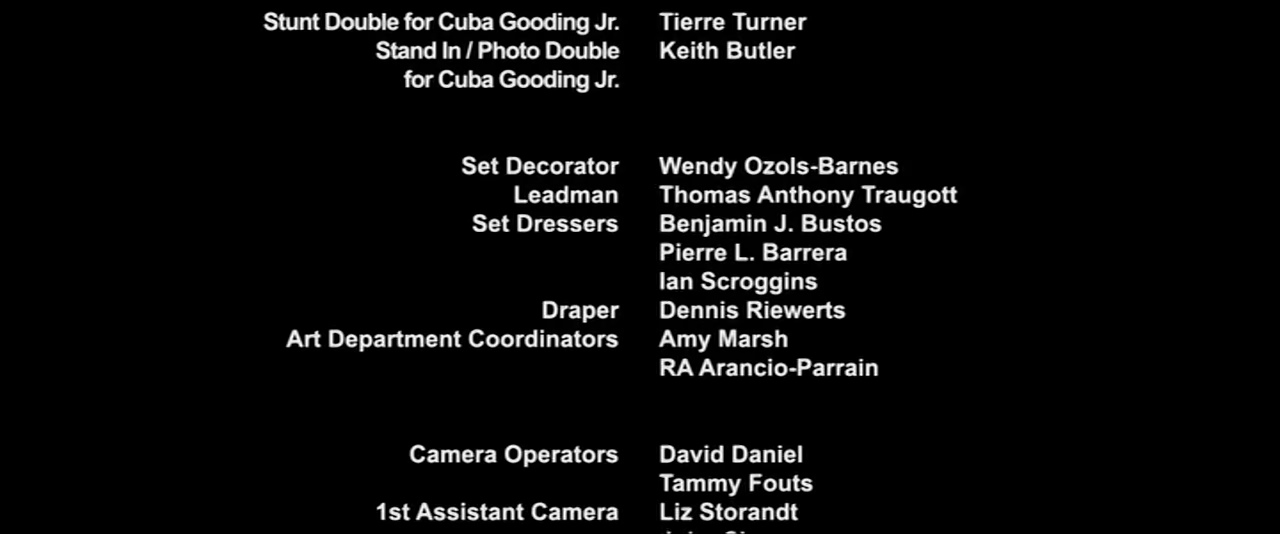 Stunt Double for Cuba Gooding Jr. Tierre Turner
Stand In / Photo Double Keith Butler
for Cuba Gooding Jr.
Set Decorator Wendy Ozols-Barnes
Leadman Thomas Anthony Traugott
Set Dressers Benjamin J. Bustos
Pierre L. Barrera
Ian Scroggins
Draper Dennis Riewerts
Art Department Coordinators Amy Marsh
RA Arancio-Parrain
Camera Operators David Daniel
Tammy Fouts
1st Assistant Camera Liz Storandt